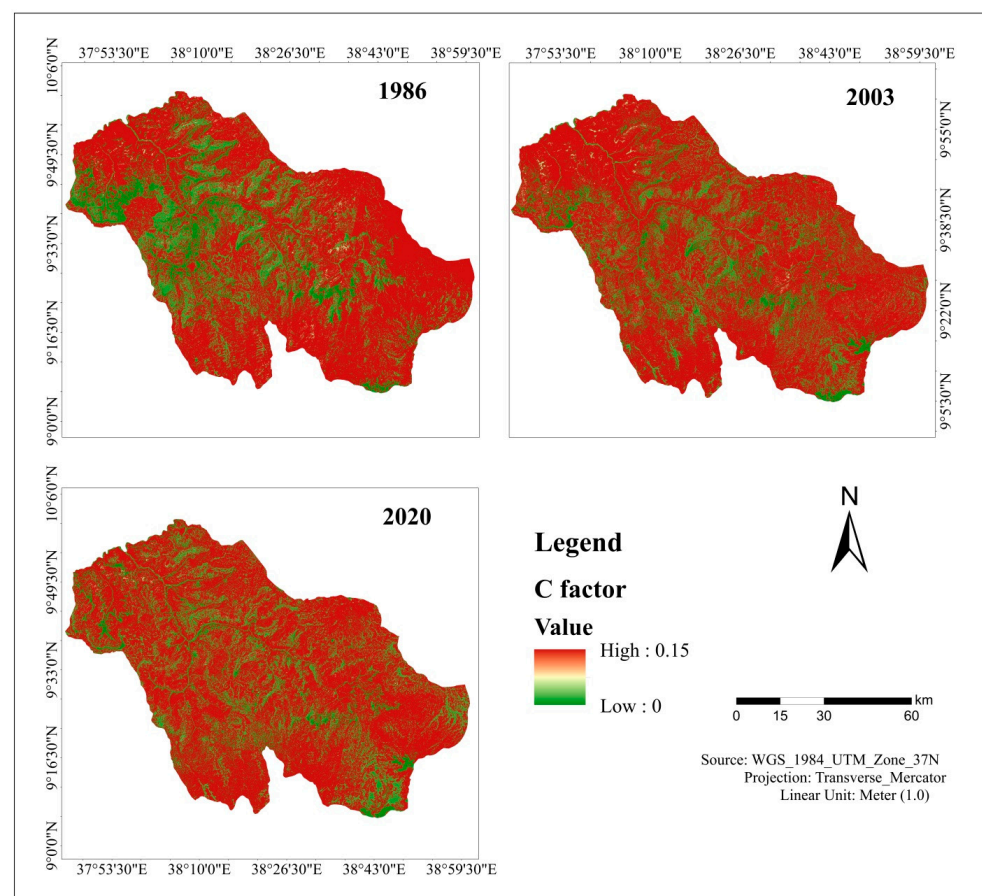 37°53'30"E 38°10'0"E 38°26'30"E 38°43'0"E 38°59'30"E
37°53'30"E 38°10'0"E 38°26'30"E 38°43'0"E 38°59'30"E
10°6'0"N
9°49'30"N
9°33'0"N
9°16'30"N
9°0'0"N
1986
2003
9°55'0"N
9°38'30"N
9°22'0"N
9°5'30"N
10°6'0"N
9°49'30"N
9°33'0"N
9°16'30"N
9°0'0"N
2020
37°53'30"E 38°10'0"E 38°26'30"E 38°43'0"E 38°59'30"E
N
Legend
C factor
Value
High : 0.15
Low : 0
km
0 15 30 60
Source: WGS_1984_UTM_Zone_37N
Projection: Transverse_Mercator
Linear Unit: Meter (1.0)